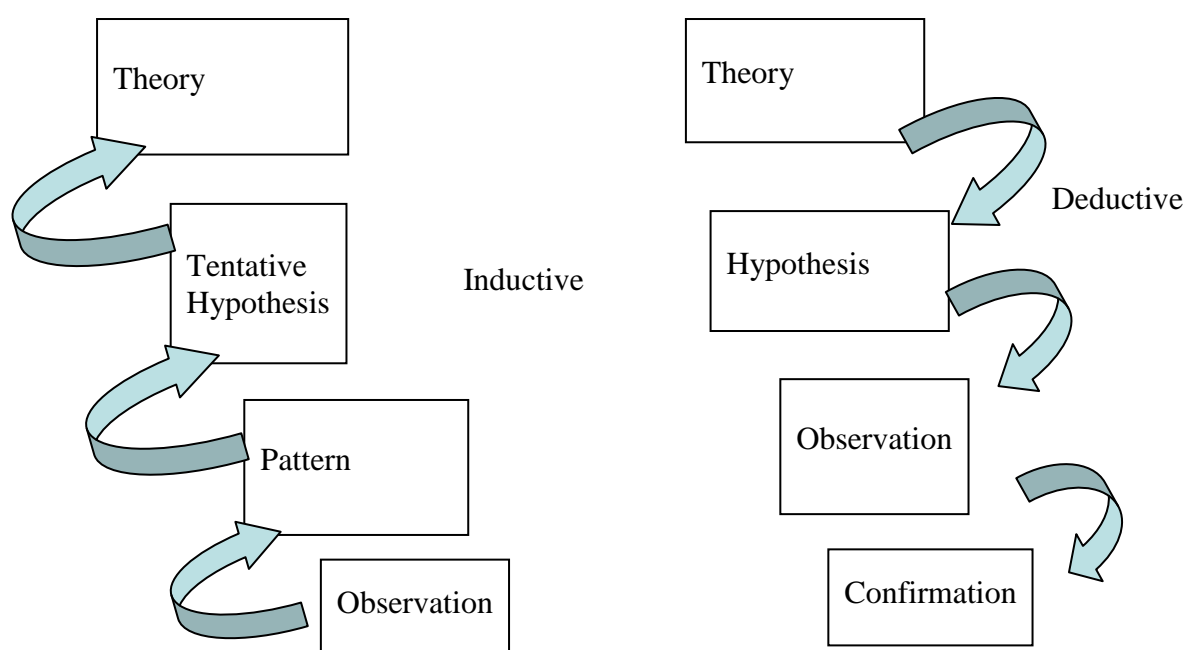 Theory
Tentative
Hypothesis
Pattern
Observation
Inductive
Theory
Hypothesis
Observation
Confirmation
Deductive